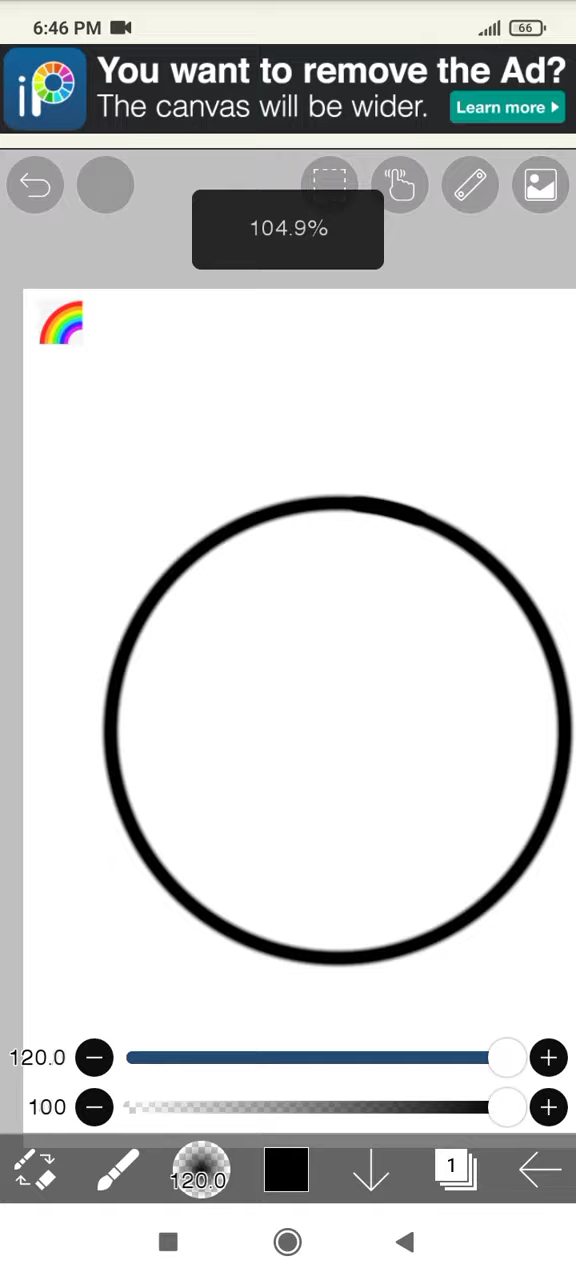 6:46 PM
66
iP
You want to remove the Ad?
The canvas will be wider.
Learn more
104.9%
120.0
100
120.0
1